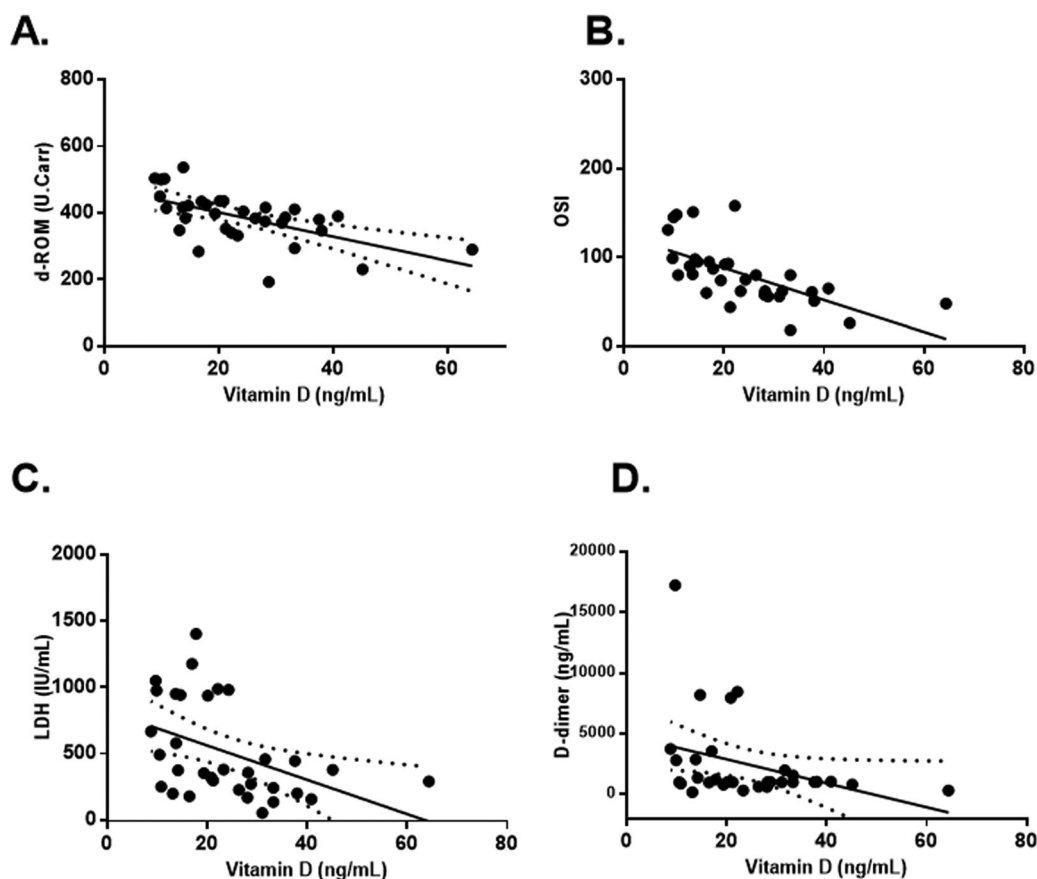 A.
800
600
400
200
0
d-ROM (U.Carr)
0 20 40 60
Vitamin D (ng/mL)
B.
300
200
100
0
OSI
0 20 40 60 80
Vitamin D (ng/mL)
C.
2000
1500
1000
500
0
LDH (IU/mL)
0 20 40 60 80
Vitamin D (ng/mL)
D.
20000
15000
10000
5000
0
D-dimer (ng/mL)
0 20 40 60 80
Vitamin D (ng/mL)